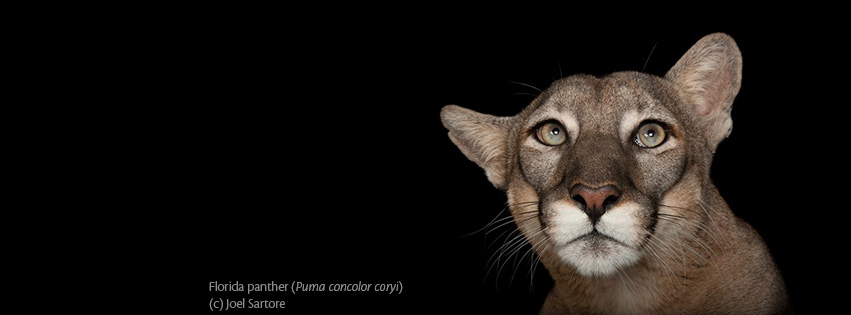 Florida panther (Puma concolor coryi)
(c) Joel Sartore